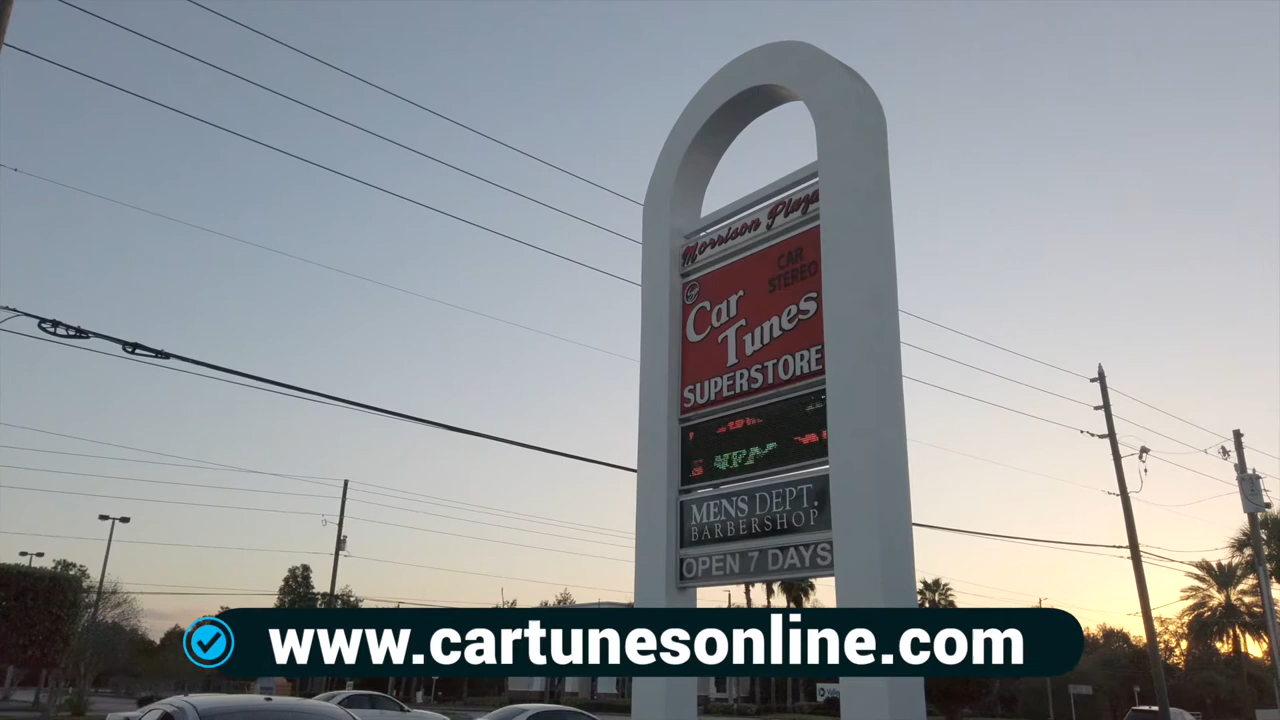 Morrison Plaza
CAR
STEREO
Car
Tunes
SUPERSTORE
MENS DEPT.
BARBERSHOP
OPEN 7 DAYS
www.cartunesonline.com